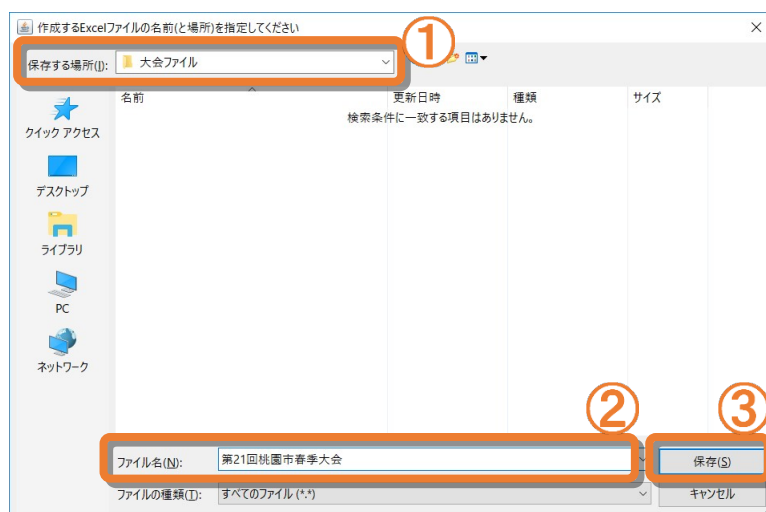 作成するExcelファイルの名前(と場所)を指定してください
①
保存する場所(I): 大会ファイル
名前 更新日時 種類 サイズ
検索条件に一致する項目はありません。
クイック アクセス
デスクトップ
ライブラリ
PC
ネットワーク
② ③
ファイル名(N): 第21回桃園市春季大会 保存(S)
ファイルの種類(T): すべてのファイル (*.*) キャンセル